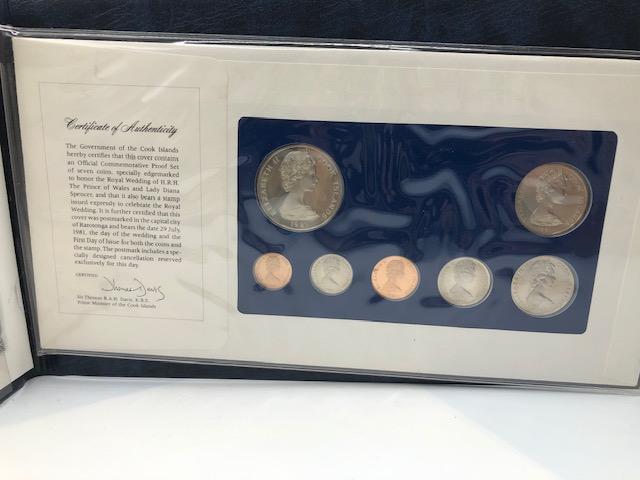 Certificate of Authenticity
The Government of the Cook Islands
hereby certifies that this cover contains
an Official Commemorative Proof Set
of seven coins, specially edgemarked
to honor the Royal Wedding of H.R.H.
The Prince of Wales and Lady Diana
Spencer, and that it also bears a stamp
issued expressly to celebrate the Royal
Wedding. It is further certified that this
cover was postmarked in the capital city
of Rarotonga and bears the date 29 July,
1981, the day of the wedding and the
First Day of Issue for both the coins and
the stamp. The postmark includes a spe-
cially designed cancellation reserved
exclusively for this day.
CERTIFIED:
Thomas Davis
Sir Thomas R.A.H. Davis, K.B.E.
Prime Minister of the Cook Islands
ELIZABETH II COOK ISLANDS